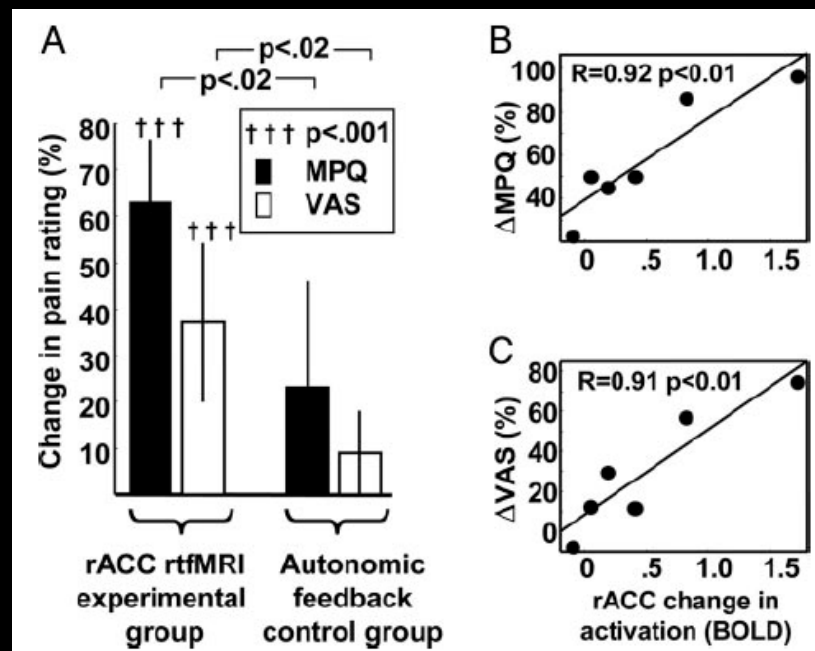 A
p<.02
p<.02
Change in pain rating (%)
80
70
60
50
40
30
20
10
†††
†††
††† p<.001
MPQ
VAS
rACC rtfMRI
experimental
group
Autonomic
feedback
control group
B
R=0.92 p<0.01
ΔMPQ (%)
100
80
60
40
0 .5 1.0 1.5
C
R=0.91 p<0.01
ΔVAS (%)
80
60
40
20
0
0 .5 1.0 1.5
rACC change in
activation (BOLD)